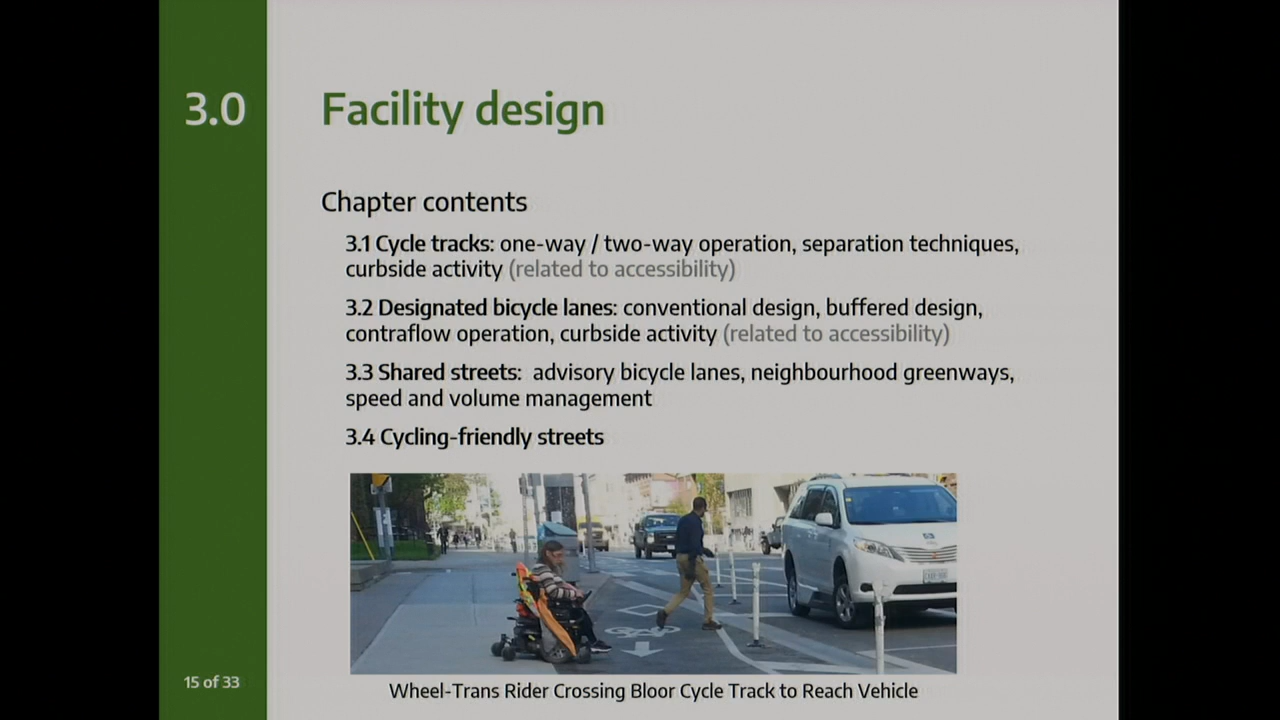 3.0
Facility design
Chapter contents
3.1 Cycle tracks: one-way / two-way operation, separation techniques,
curbside activity (related to accessibility)
3.2 Designated bicycle lanes: conventional design, buffered design,
contraflow operation, curbside activity (related to accessibility)
3.3 Shared streets: advisory bicycle lanes, neighbourhood greenways,
speed and volume management
3.4 Cycling-friendly streets
Wheel-Trans Rider Crossing Bloor Cycle Track to Reach Vehicle
15 of 33